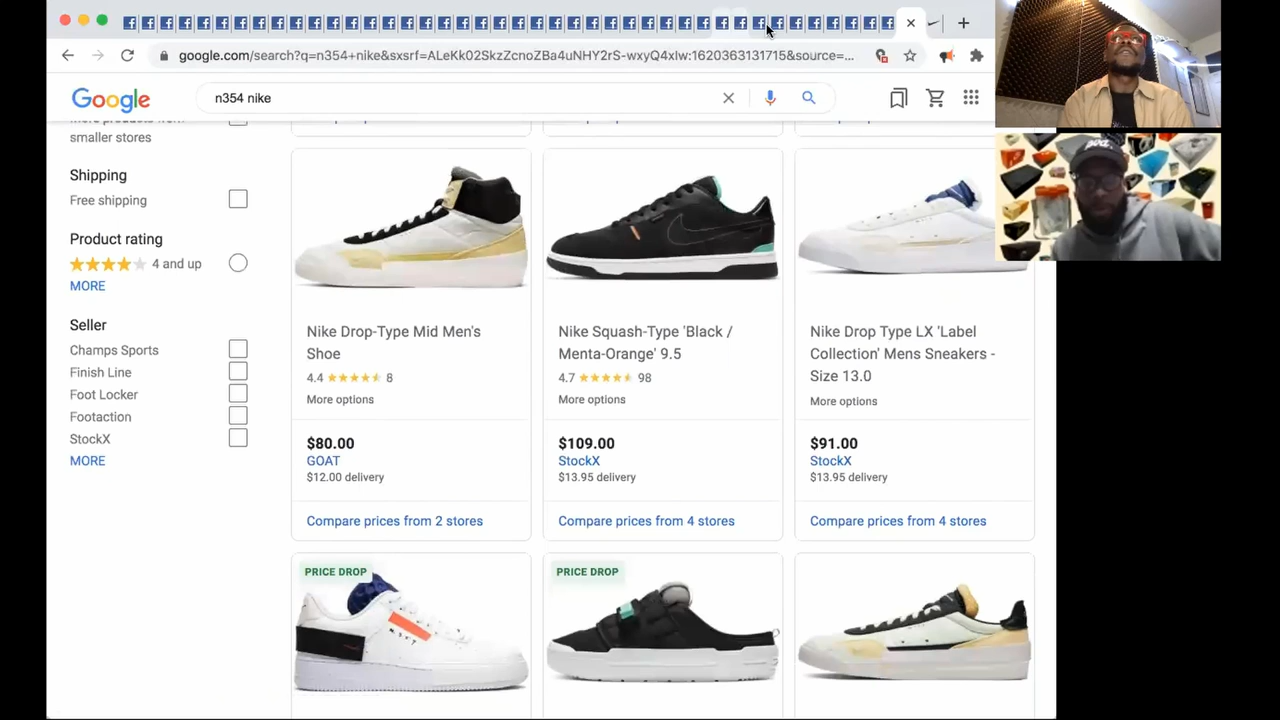 google.com/search?q=n354+nike&sxsrf=ALeKk02SkzZcnoZBa4uNHY2rS-wxyQ4xlw:1620363131715&source=...
Google
n354 nike
smaller stores
Shipping
Free shipping
Product rating
4 and up
MORE
Seller
Champs Sports
Finish Line
Foot Locker
Footaction
StockX
MORE
Nike Drop-Type Mid Men's
Shoe
4.4 8
More options
$80.00
GOAT
$12.00 delivery
Compare prices from 2 stores
Nike Squash-Type 'Black /
Menta-Orange' 9.5
4.7 98
More options
$109.00
StockX
$13.95 delivery
Compare prices from 4 stores
Nike Drop Type LX 'Label
Collection' Mens Sneakers -
Size 13.0
More options
$91.00
StockX
$13.95 delivery
Compare prices from 4 stores
PRICE DROP
PRICE DROP